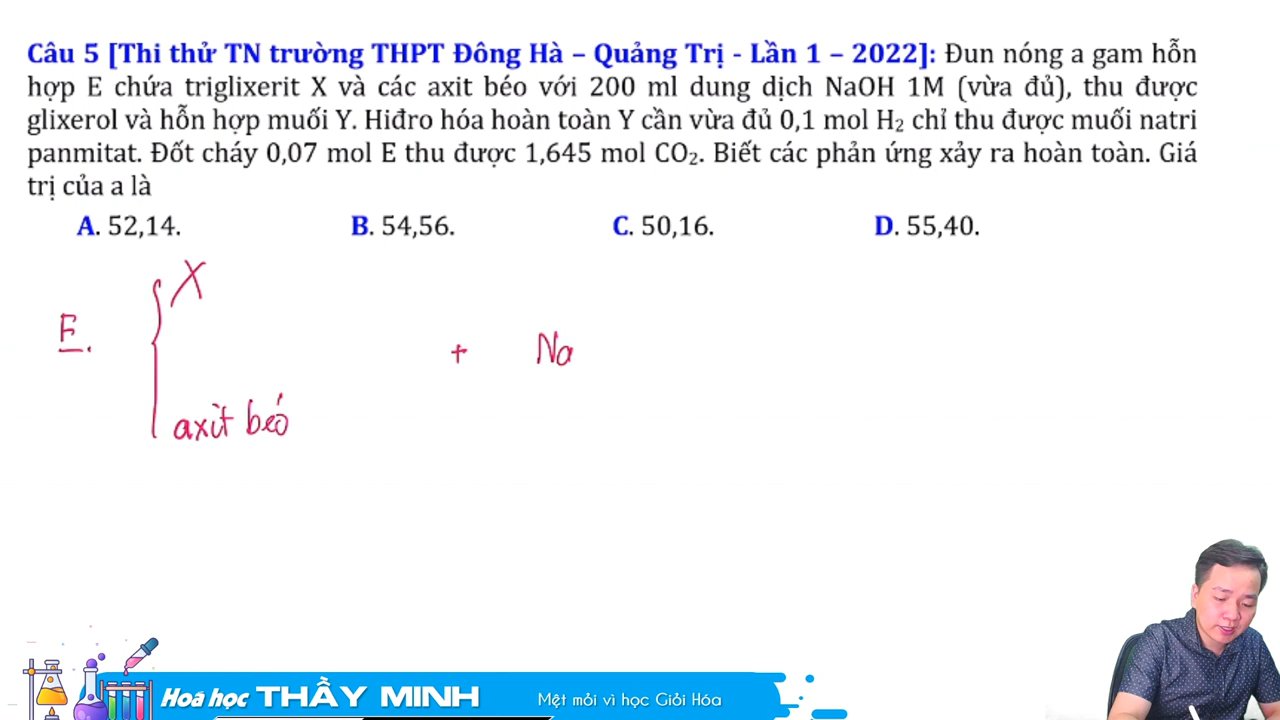 Câu 5 [Thi thử TN trường THPT Đông Hà – Quảng Trị - Lần 1 – 2022]: Đun nóng a gam hỗn
hợp E chứa triglixerit X và các axit béo với 200 ml dung dịch NaOH 1M (vừa đủ), thu được
glixerol và hỗn hợp muối Y. Hiđro hóa hoàn toàn Y cần vừa đủ 0,1 mol H₂ chỉ thu được muối natri
panmitat. Đốt cháy 0,07 mol E thu được 1,645 mol CO₂. Biết các phản ứng xảy ra hoàn toàn. Giá
trị của a là
A. 52,14. B. 54,56. C. 50,16. D. 55,40.
X
E.
+ Na
axit béo
Hoá học THẦY MINH Mệt mỏi vì học Giỏi Hóa